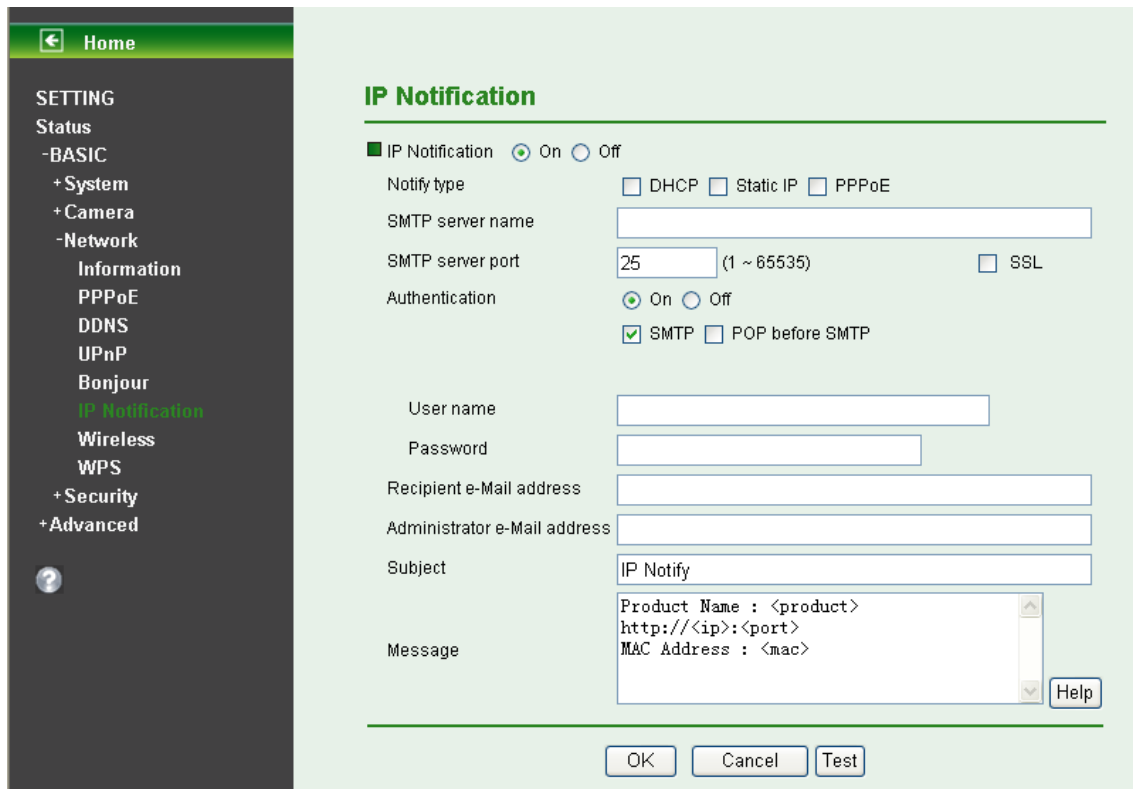 Home
SETTING
Status
-BASIC
+System
+Camera
-Network
Information
PPPoE
DDNS
UPnP
Bonjour
IP Notification
Wireless
WPS
+Security
+Advanced
?
IP Notification
IP Notification On Off
Notify type DHCP Static IP PPPoE
SMTP server name
SMTP server port 25 (1 ~ 65535) SSL
Authentication On Off
SMTP POP before SMTP
User name
Password
Recipient e-Mail address
Administrator e-Mail address
Subject IP Notify
Message
Product Name : <product>
http://<ip>:<port>
MAC Address : <mac>
Help
OK Cancel Test